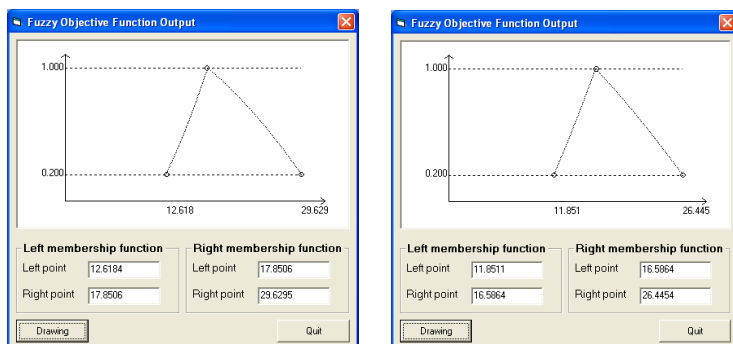 Fuzzy Objective Function Output
1.000
0.200
12.618 29.629
Left membership function
Left point 12.6184
Right point 17.8506
Right membership function
Left point 17.8506
Right point 29.6295
Drawing
Quit
Fuzzy Objective Function Output
1.000
0.200
11.851 26.445
Left membership function
Left point 11.8511
Right point 16.5864
Right membership function
Left point 16.5864
Right point 26.4454
Drawing
Quit